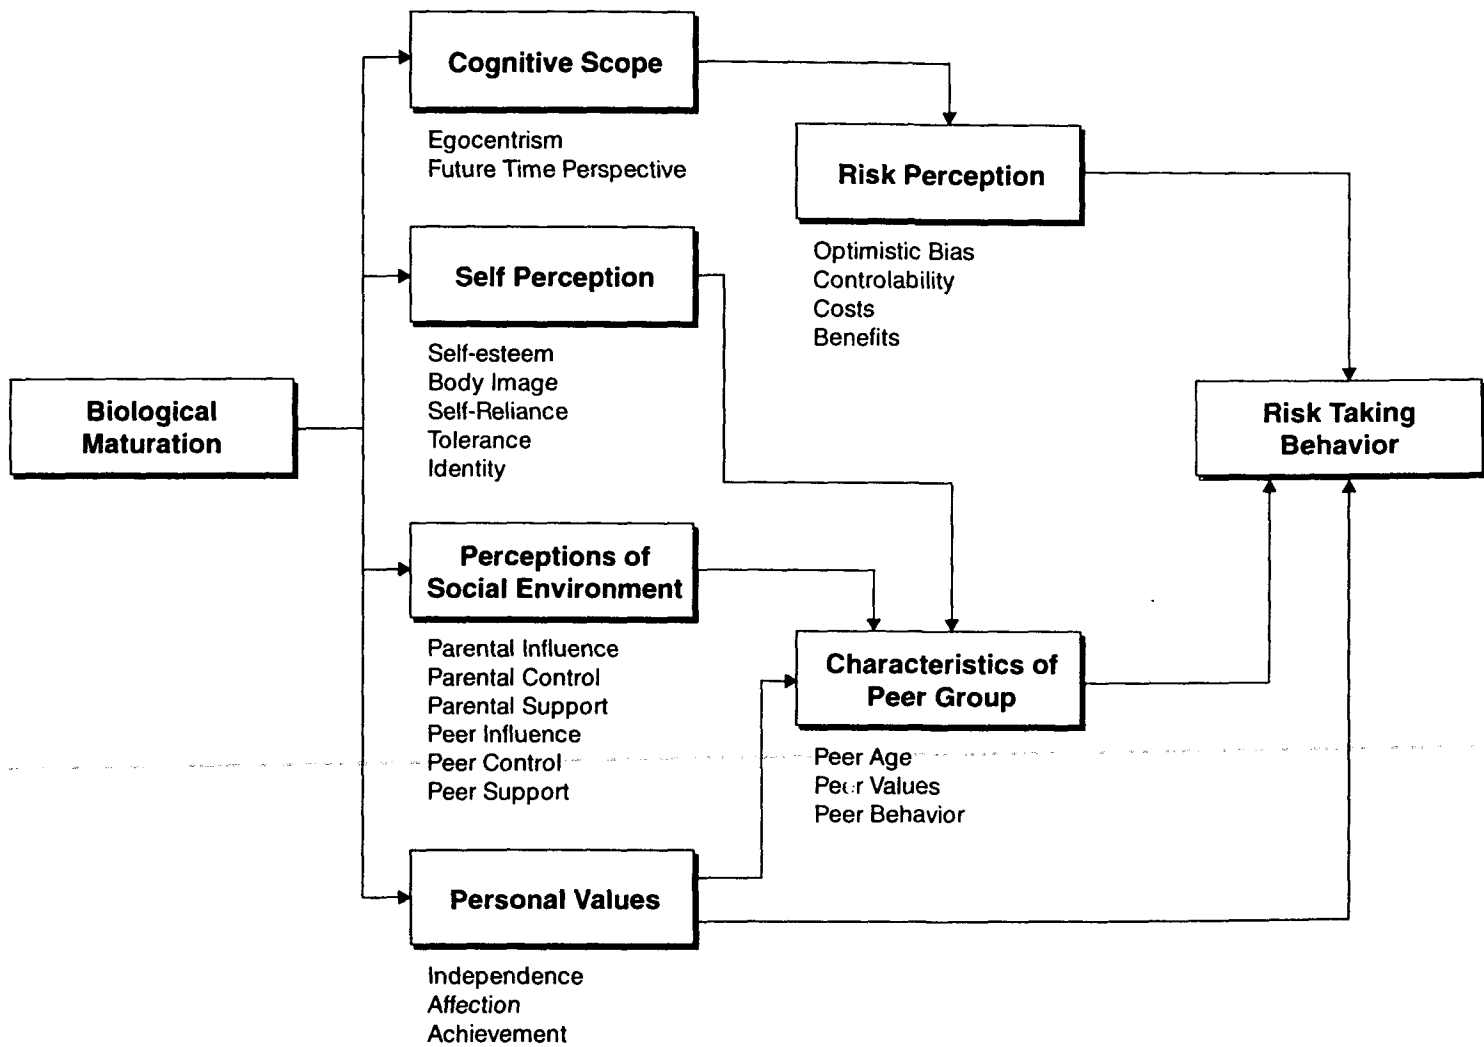 Cognitive Scope
Egocentrism
Future Time Perspective
Risk Perception
Optimistic Bias
Controlability
Costs
Benefits
Self Perception
Self-esteem
Body Image
Self-Reliance
Tolerance
Identity
Biological
Maturation
Risk Taking
Behavior
Perceptions of
Social Environment
Parental Influence
Parental Control
Parental Support
Peer Influence
Peer Control
Peer Support
Characteristics of
Peer Group
Peer Age
Peer Values
Peer Behavior
Personal Values
Independence
Affection
Achievement